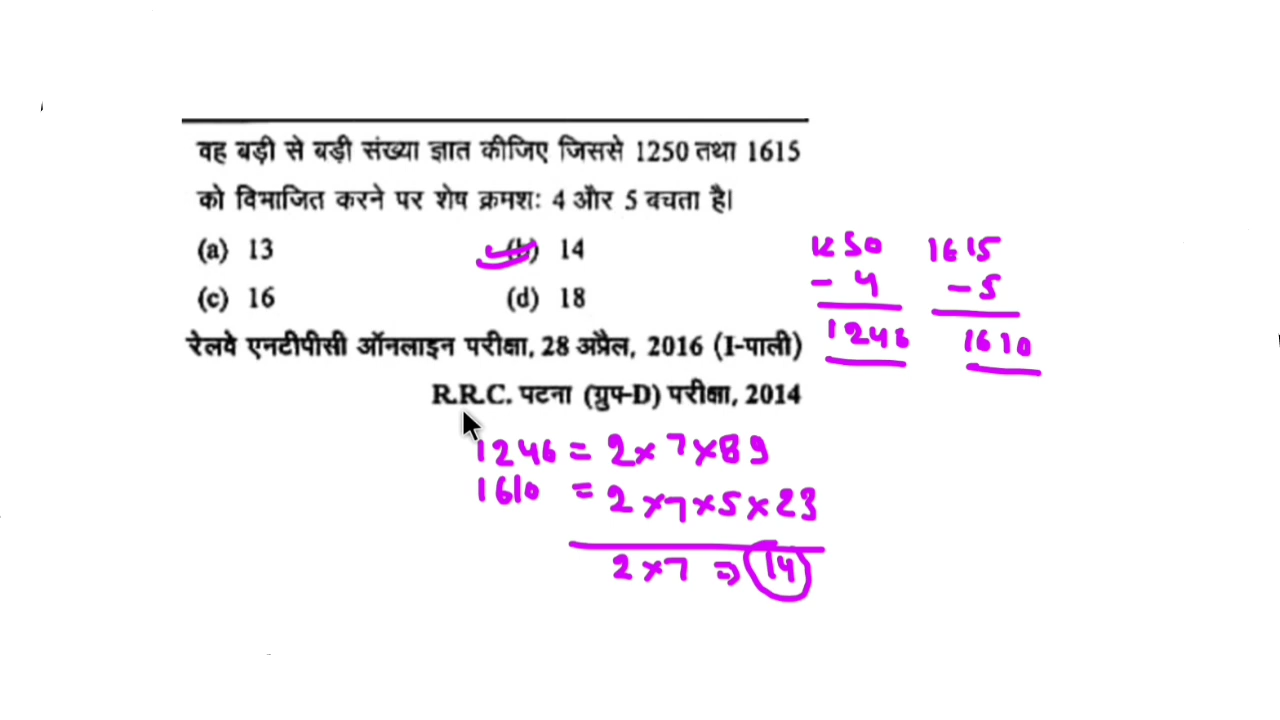 वह बड़ी से बड़ी संख्या ज्ञात कीजिए जिससे 1250 तथा 1615
को विभाजित करने पर शेष क्रमशः 4 और 5 बचता है।
(a) 13 (b) 14
(c) 16 (d) 18
रेलवे एनटीपीसी ऑनलाइन परीक्षा, 28 अप्रैल, 2016 (I-पाली)
R.R.C. पटना (ग्रुप-D) परीक्षा, 2014
1250 1615
- 4 - 5
1246 1610
1246 = 2 × 7 × 89
1610 = 2 × 7 × 5 × 23
2 × 7 ⇒ 14